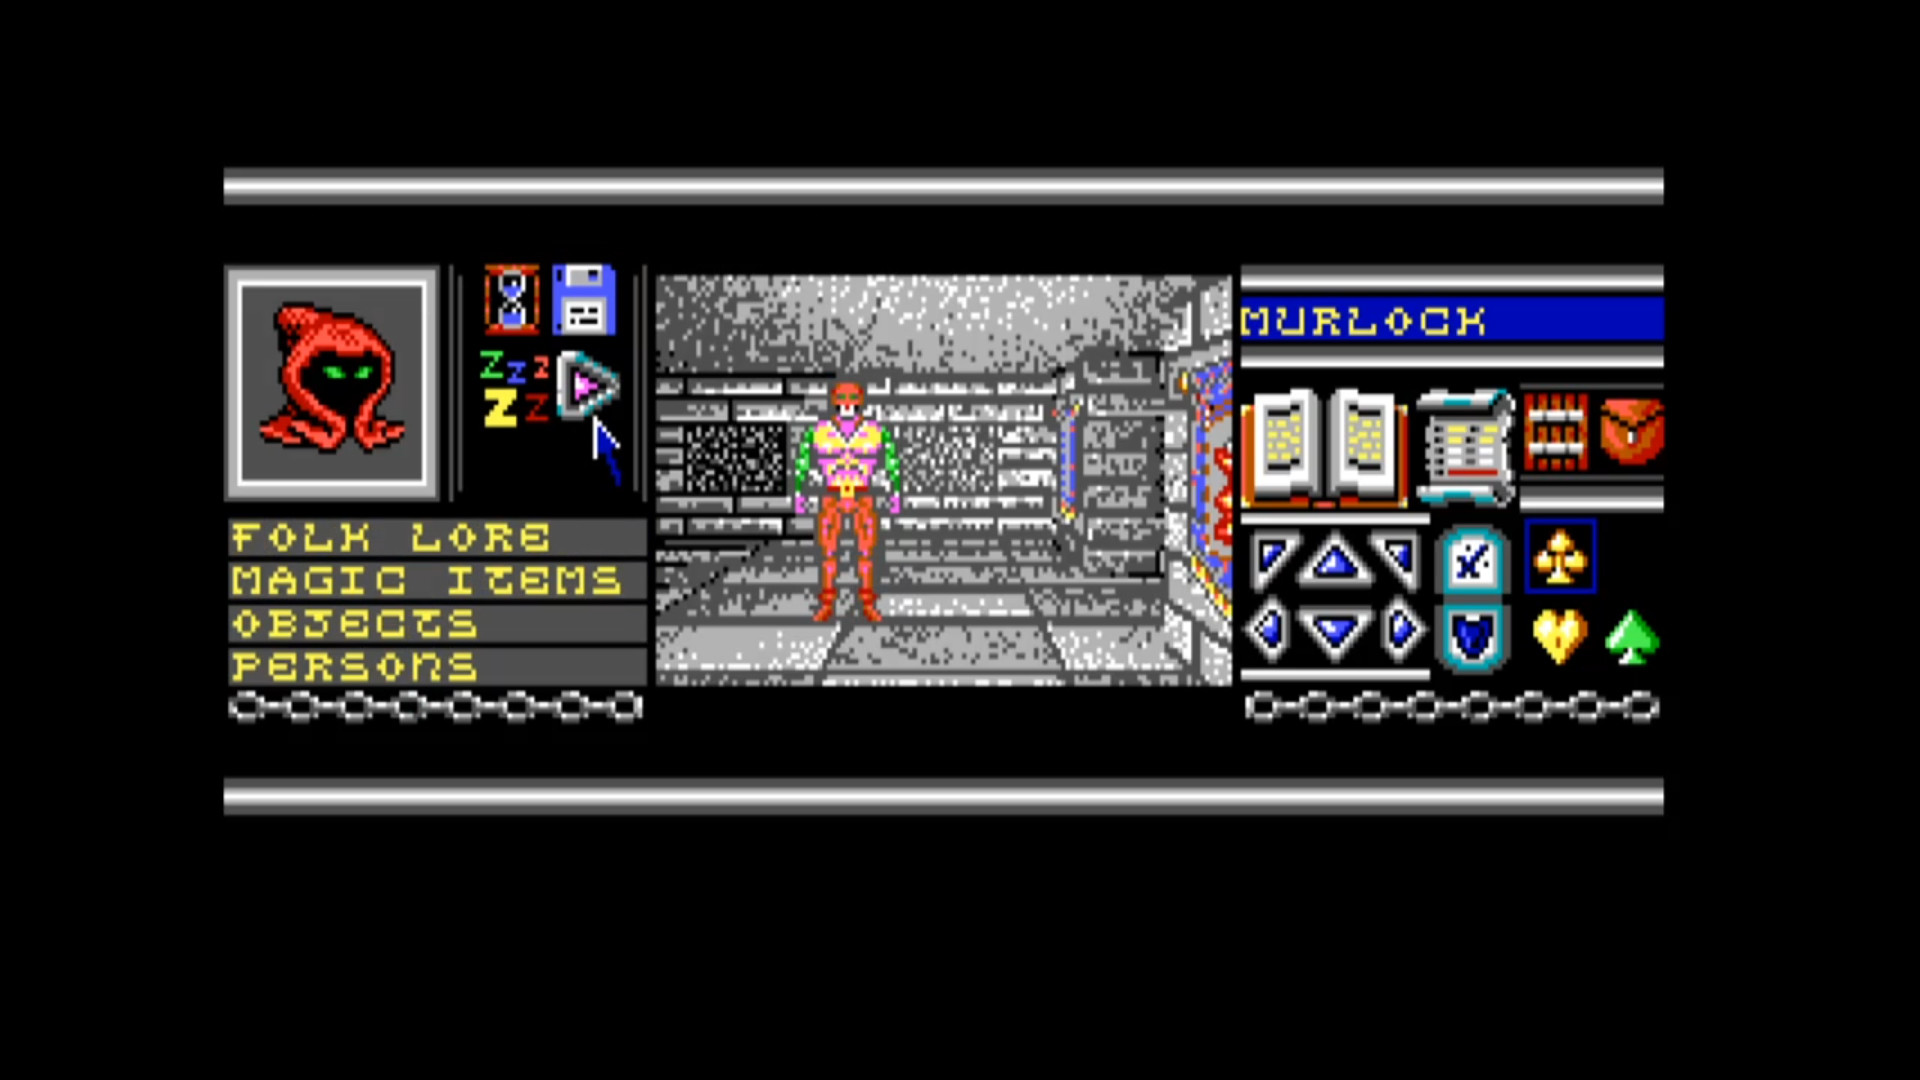 FOLK LORE
MAGIC ITEMS
OBJECTS
PERSONS
MURLOCK